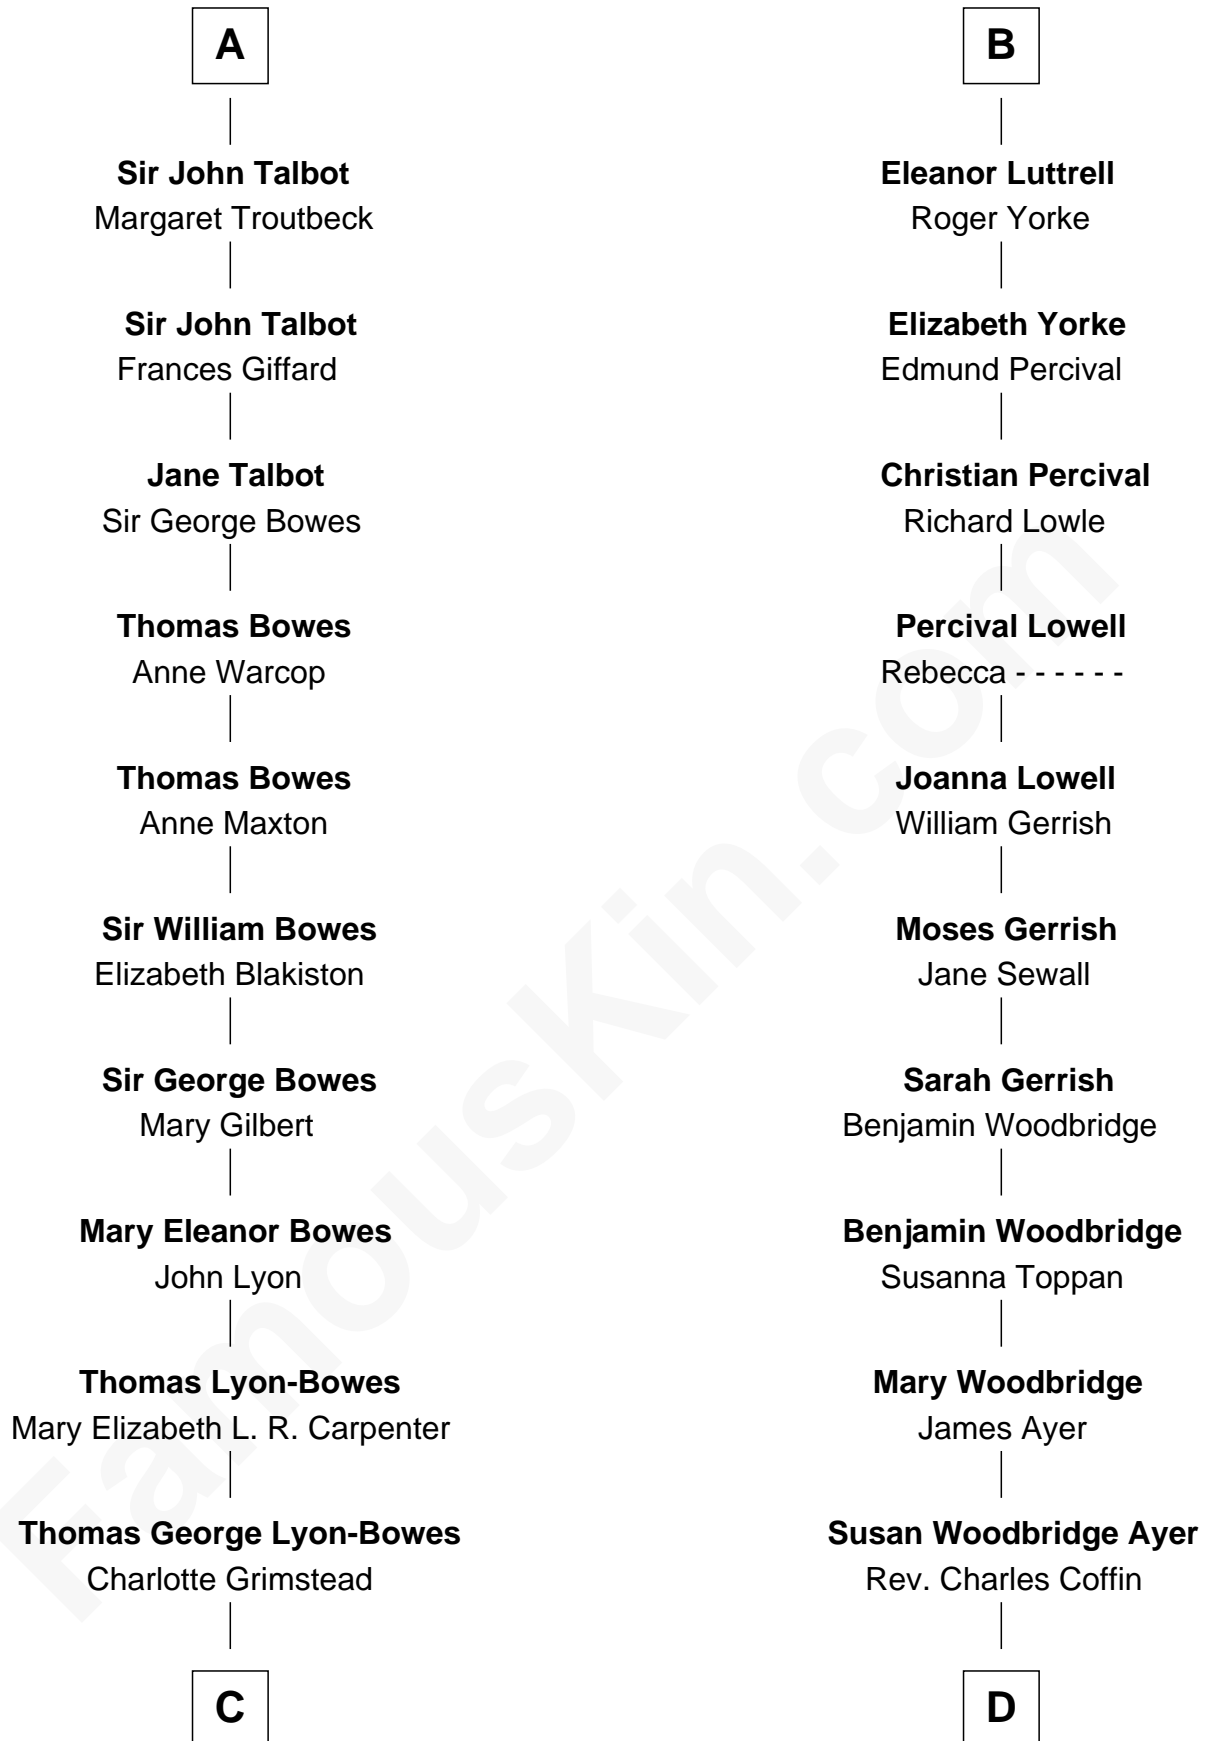 A
Sir John Talbot
Margaret Troutbeck
Sir John Talbot
Frances Giffard
Jane Talbot
Sir George Bowes
Thomas Bowes
Anne Warcop
Thomas Bowes
Anne Maxton
Sir William Bowes
Elizabeth Blakiston
Sir George Bowes
Mary Gilbert
Mary Eleanor Bowes
John Lyon
Thomas Lyon-Bowes
Mary Elizabeth L. R. Carpenter
Thomas George Lyon-Bowes
Charlotte Grimstead
C
B
Eleanor Luttrell
Roger Yorke
Elizabeth Yorke
Edmund Percival
Christian Percival
Richard Lowle
Percival Lowell
Rebecca - - - - - -
Joanna Lowell
William Gerrish
Moses Gerrish
Jane Sewall
Sarah Gerrish
Benjamin Woodbridge
Benjamin Woodbridge
Susanna Toppan
Mary Woodbridge
James Ayer
Susan Woodbridge Ayer
Rev. Charles Coffin
D
FamousKin.com